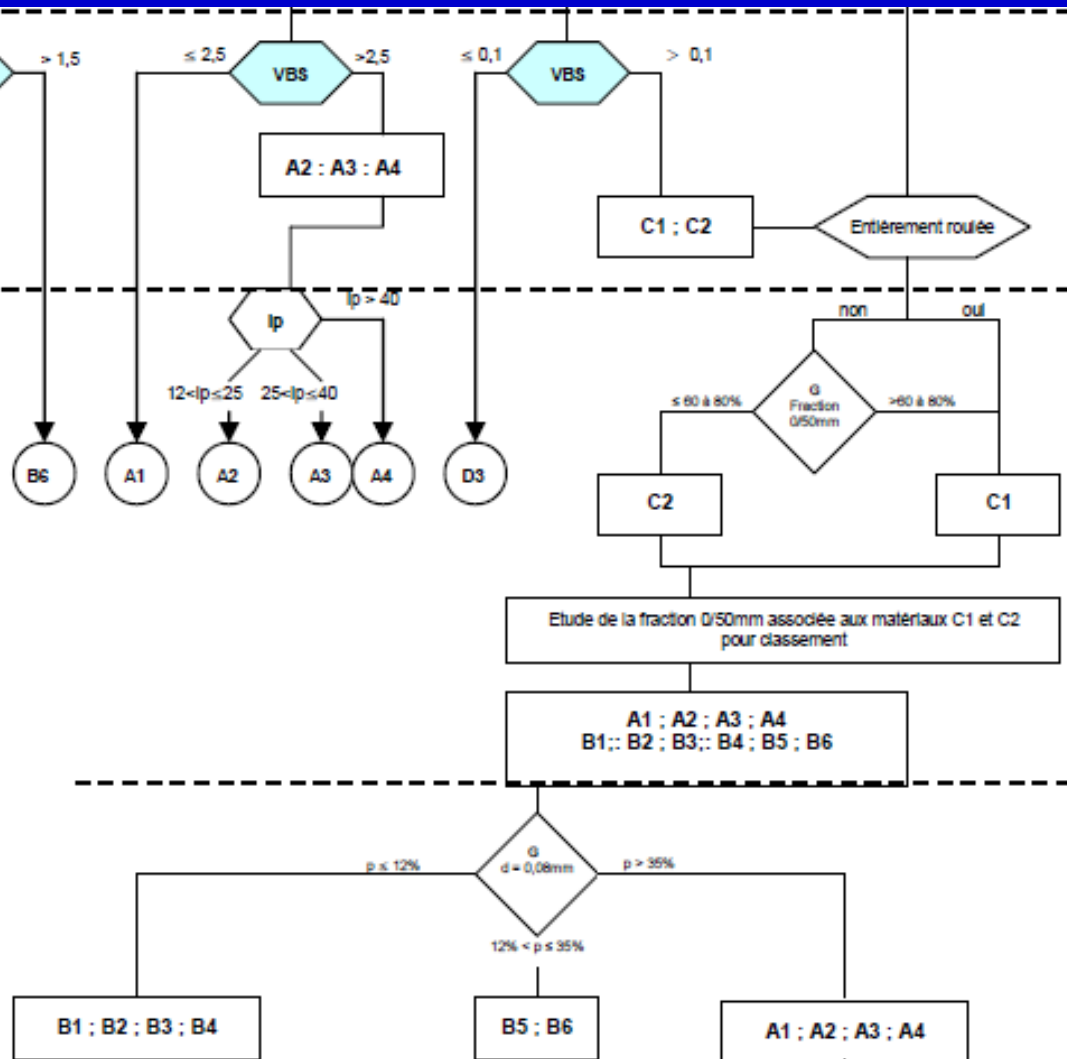 > 1,5
≤ 2,5
VBS
>2,5
≤ 0,1
VBS
> 0,1
A2 : A3 : A4
C1 ; C2
Entièrement roulée
Ip > 40
Ip
non
oui
12<Ip≤25
25<Ip≤40
≤ 60 à 80%
G
Fraction
0/50mm
>60 à 80%
B6
A1
A2
A3
A4
D3
C2
C1
Etude de la fraction 0/50mm associée aux matériaux C1 et C2
pour classement
A1 ; A2 ; A3 ; A4
B1;: B2 ; B3;: B4 ; B5 ; B6
p ≤ 12%
G
d = 0,08mm
p > 35%
12% < p ≤ 35%
B1 ; B2 ; B3 ; B4
B5 ; B6
A1 ; A2 ; A3 ; A4